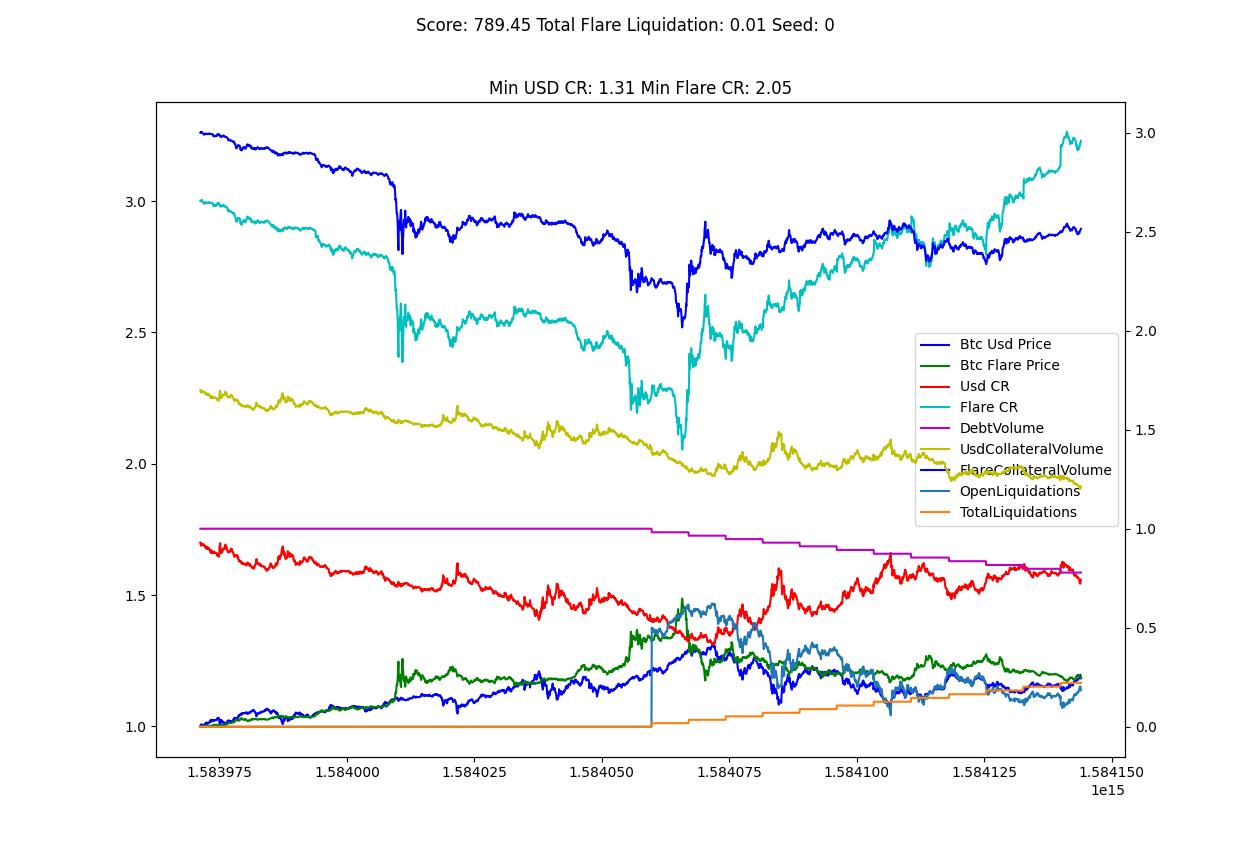 Score: 789.45 Total Flare Liquidation: 0.01 Seed: 0
Min USD CR: 1.31 Min Flare CR: 2.05
3.0
2.5
2.0
1.5
1.0
3.0
2.5
2.0
1.5
1.0
0.5
0.0
Btc Usd Price
Btc Flare Price
Usd CR
Flare CR
DebtVolume
UsdCollateralVolume
FlareCollateralVolume
OpenLiquidations
TotalLiquidations
1.583975 1.584000 1.584025 1.584050 1.584075 1.584100 1.584125 1.584150
1e15